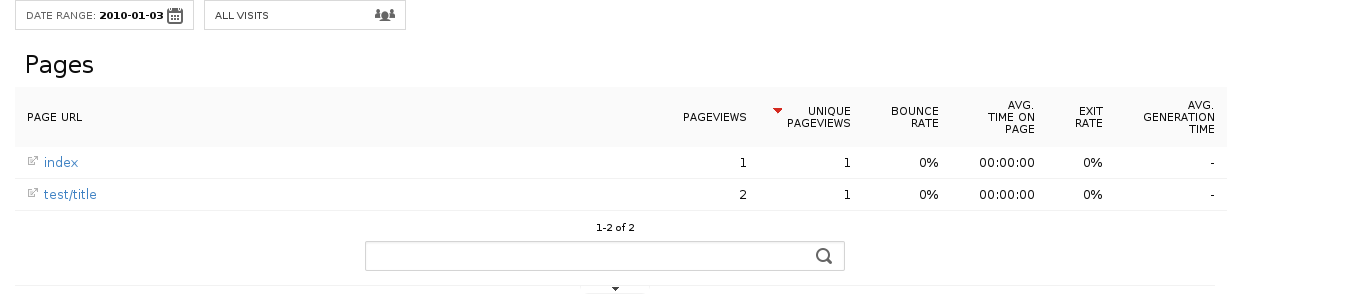 DATE RANGE: 2010-01-03 ALL VISITS
Pages
PAGE URL PAGEVIEWS UNIQUE PAGEVIEWS BOUNCE RATE AVG. TIME ON PAGE EXIT RATE AVG. GENERATION TIME
index 1 1 0% 00:00:00 0% -
test/title 2 1 0% 00:00:00 0% -
1-2 of 2